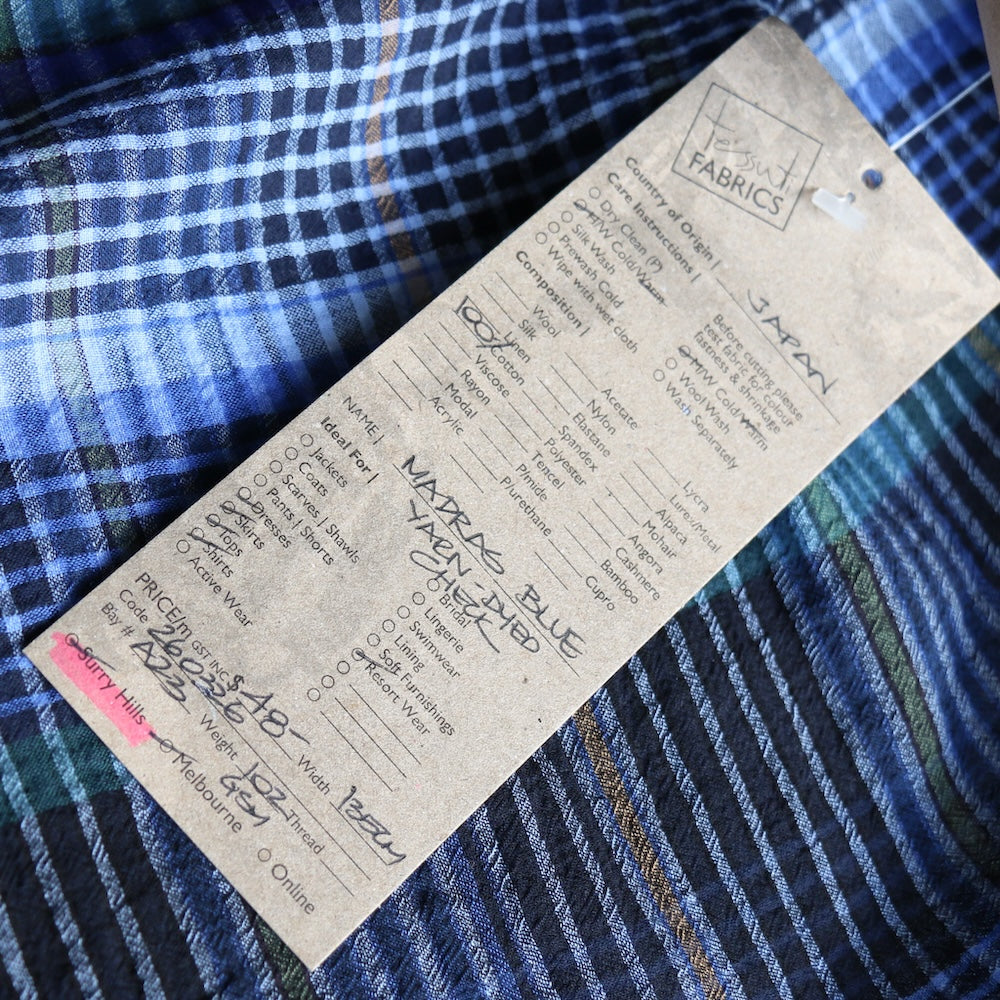 tessuti
FABRICS
Country of Origin | JAPAN
Care Instructions |
Dry Clean (P)
H/W Cold/Warm
Silk Wash
Prewash Cold
Wipe with wet cloth
Before cutting please
test fabric for colour
fastness & shrinkage
M/W Cold/Warm
Wool Wash
Wash Separately
Composition |
Wool
Silk
Linen
100% Cotton
Viscose
Rayon
Modal
Acrylic
Acetate
Nylon
Elastane
Spandex
Polyester
Tencel
P/mide
P/urethane
Lycra
Lurex/Metal
Alpaca
Mohair
Angora
Cashmere
Bamboo
Cupro
NAME | MADRAS BLUE
YARN-DYED
CHECK
Ideal For |
Jackets
Coats
Scarves | Shawls
Pants | Shorts
Dresses
Skirts
Tops
Shirts
Active Wear
Bridal
Lingerie
Swimwear
Lining
Soft Furnishings
Resort Wear
PRICE/m GST INC $48-
Code 2603226
Width 135cm
Bay # A223
Weight 102 GSM
Thread
Surry Hills
Melbourne
Online